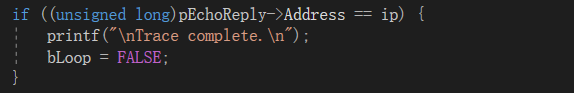 if ((unsigned long)pEchoReply->Address == ip) {
printf("\nTrace complete.\n");
bLoop = FALSE;
}